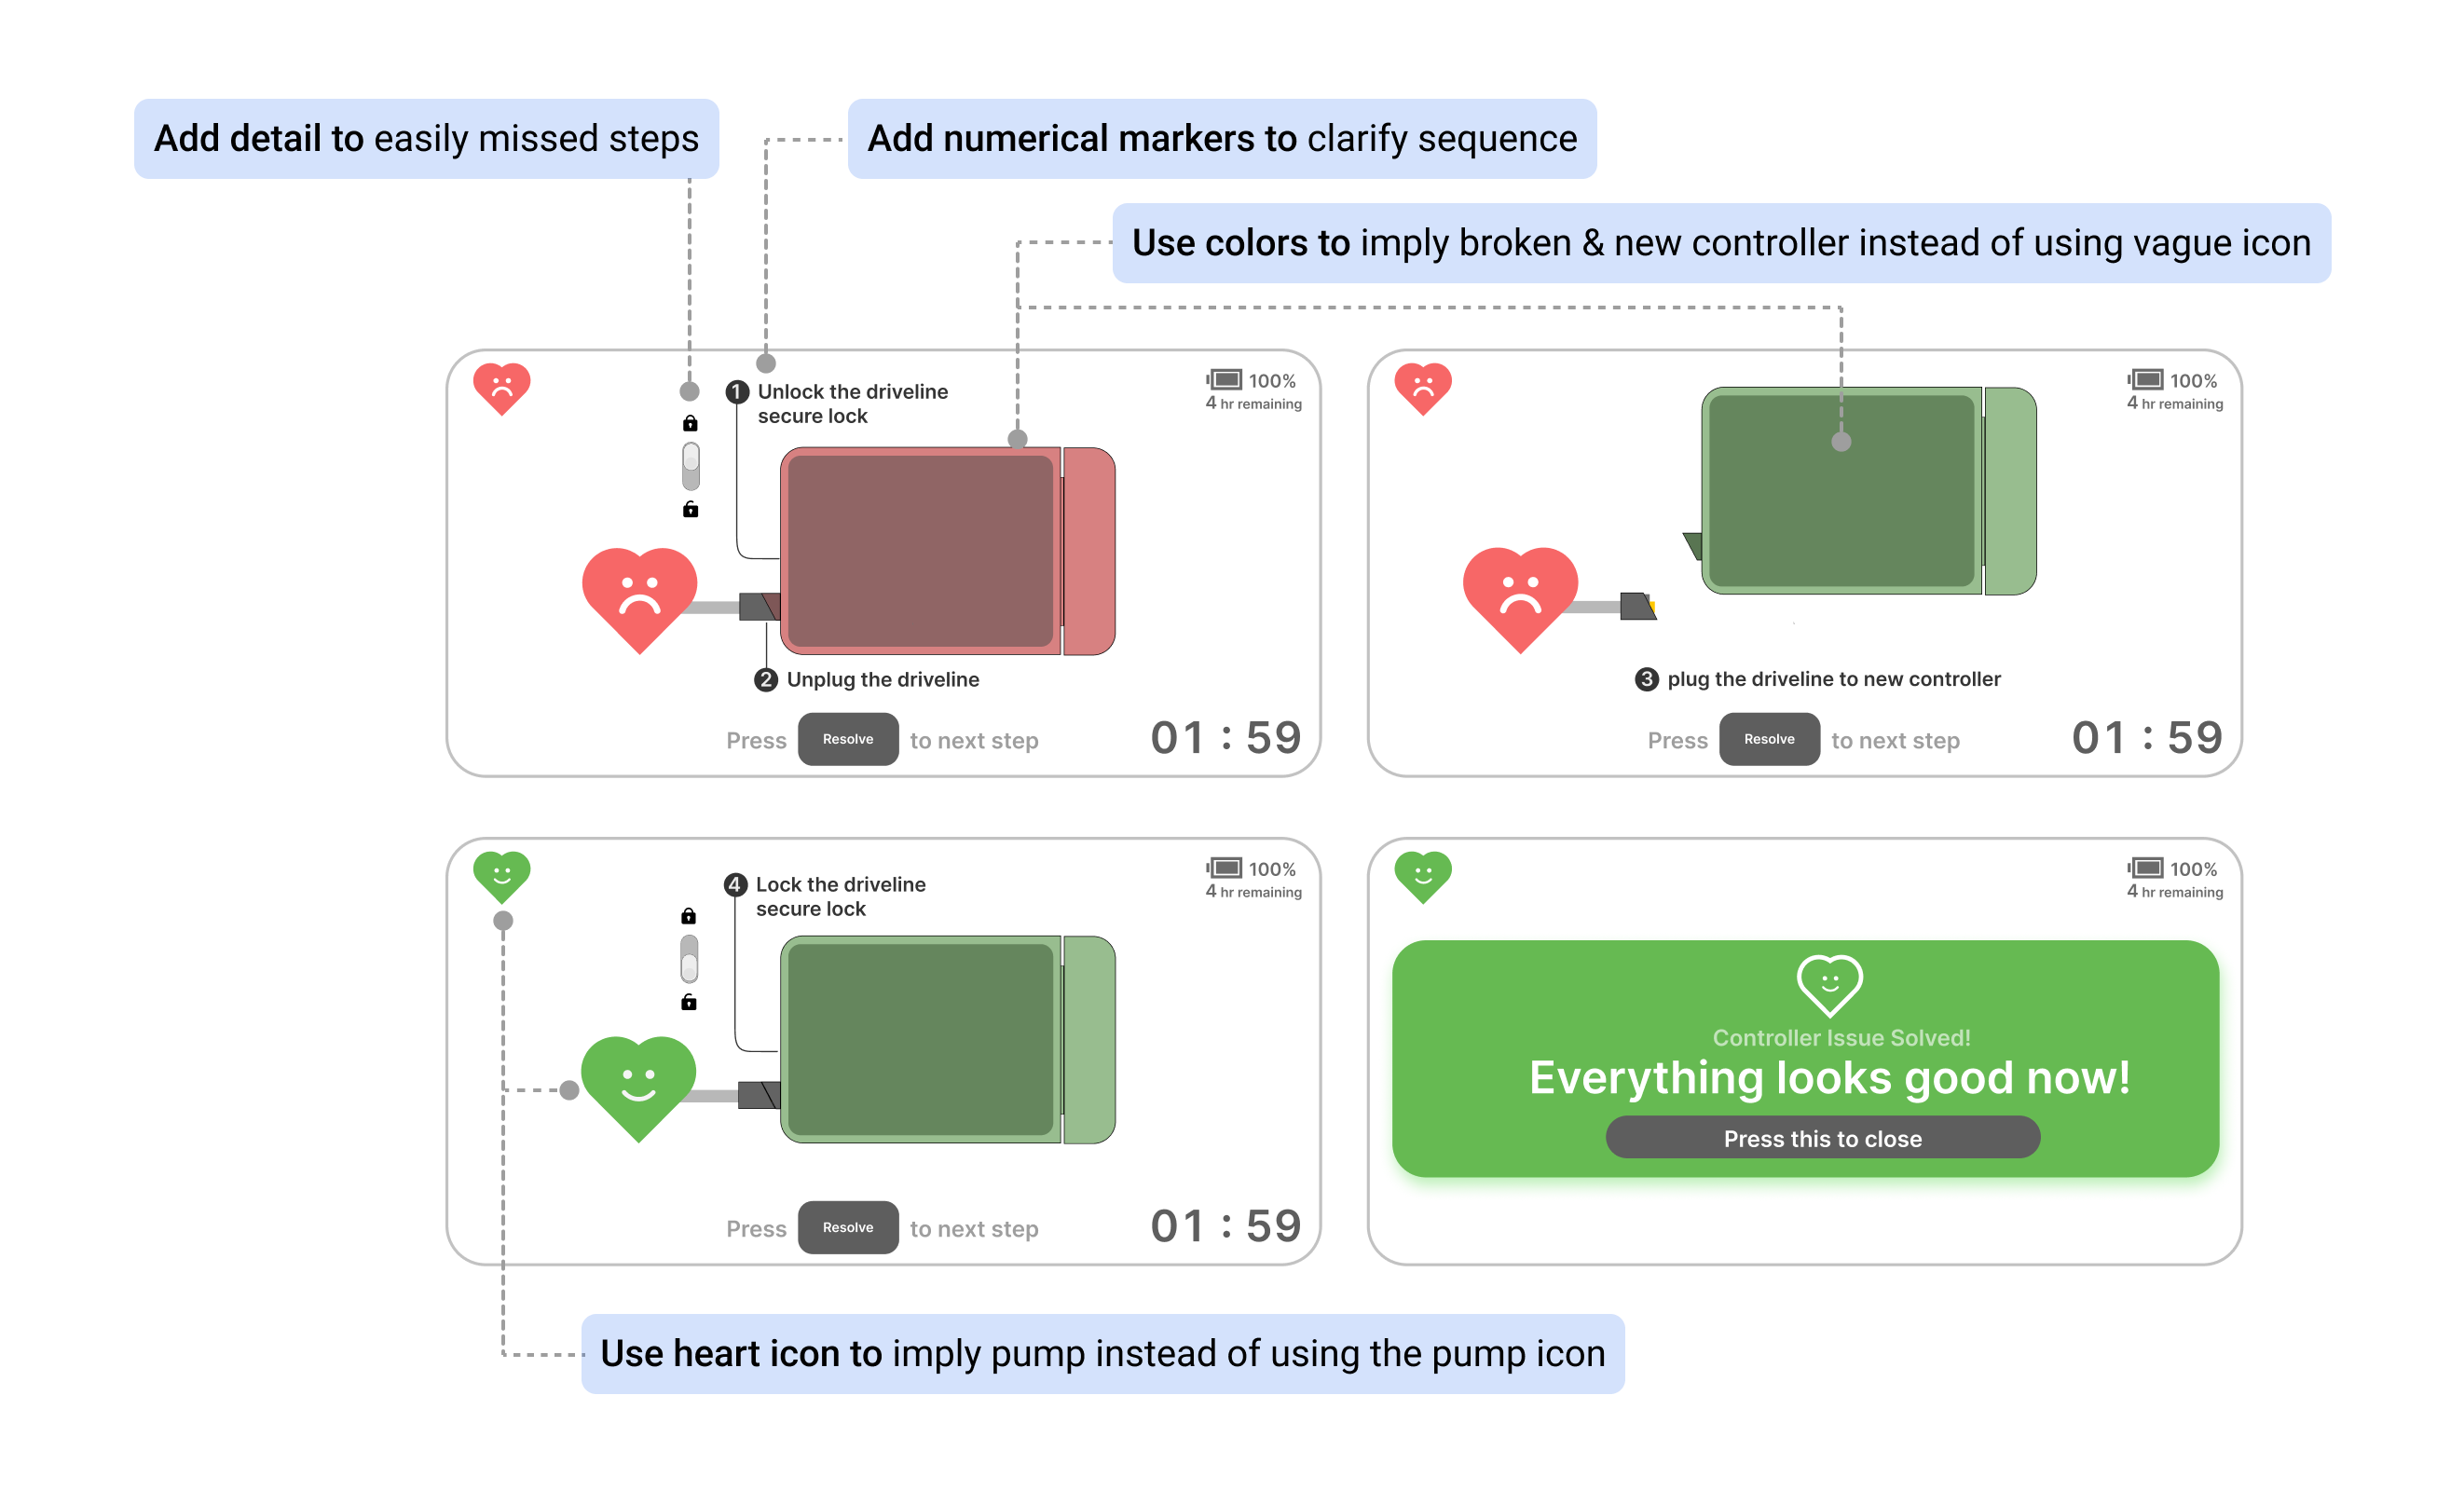 Add detail to easily missed steps
Add numerical markers to clarify sequence
Use colors to imply broken & new controller instead of using vague icon
1 Unlock the driveline
secure lock
100%
4 hr remaining
2 Unplug the driveline
Press Resolve to next step
01 : 59
100%
4 hr remaining
3 plug the driveline to new controller
Press Resolve to next step
01 : 59
4 Lock the driveline
secure lock
100%
4 hr remaining
Press Resolve to next step
01 : 59
100%
4 hr remaining
Controller Issue Solved!
Everything looks good now!
Press this to close
Use heart icon to imply pump instead of using the pump icon